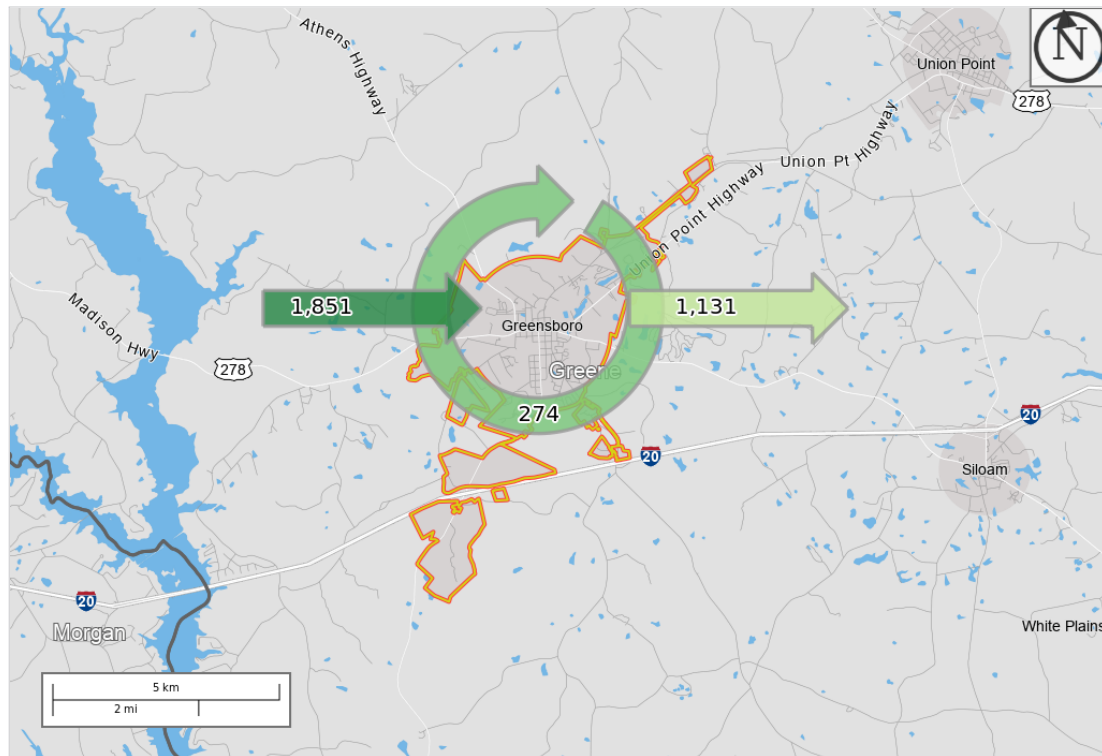 Athens Highway
N
Union Point
278
Union Pt Highway
Union Point Highway
1,851
1,131
Madison Hwy
Greensboro
278
Greene
274
20
20
Siloam
20
Morgan
White Plains
5 km
2 mi